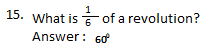 15. What is 1/6 of a revolution?
Answer: 60°